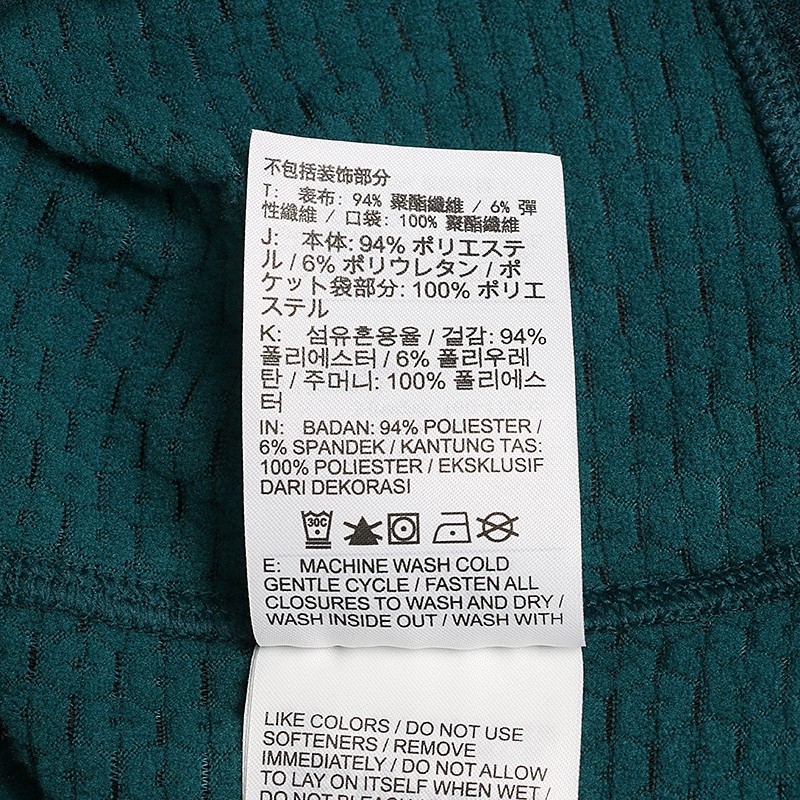 不包括装饰部分
T: 表布: 94% 聚酯纖維 / 6% 彈
性纖維 / 口袋: 100% 聚酯纖維
J: 本体: 94% ポリエステ
ル / 6% ポリウレタン / ポ
ケット袋部分: 100% ポリエ
ステル
K: 섬유혼용율 / 겉감: 94%
폴리에스터 / 6% 폴리우레
탄 / 주머니: 100% 폴리에스
터
IN: BADAN: 94% POLIESTER /
6% SPANDEK / KANTUNG TAS:
100% POLIESTER / EKSKLUSIF
DARI DEKORASI
30C
E: MACHINE WASH COLD
GENTLE CYCLE / FASTEN ALL
CLOSURES TO WASH AND DRY /
WASH INSIDE OUT / WASH WITH
LIKE COLORS / DO NOT USE
SOFTENERS / REMOVE
IMMEDIATELY / DO NOT ALLOW
TO LAY ON ITSELF WHEN WET /
DO NOT BLEACH